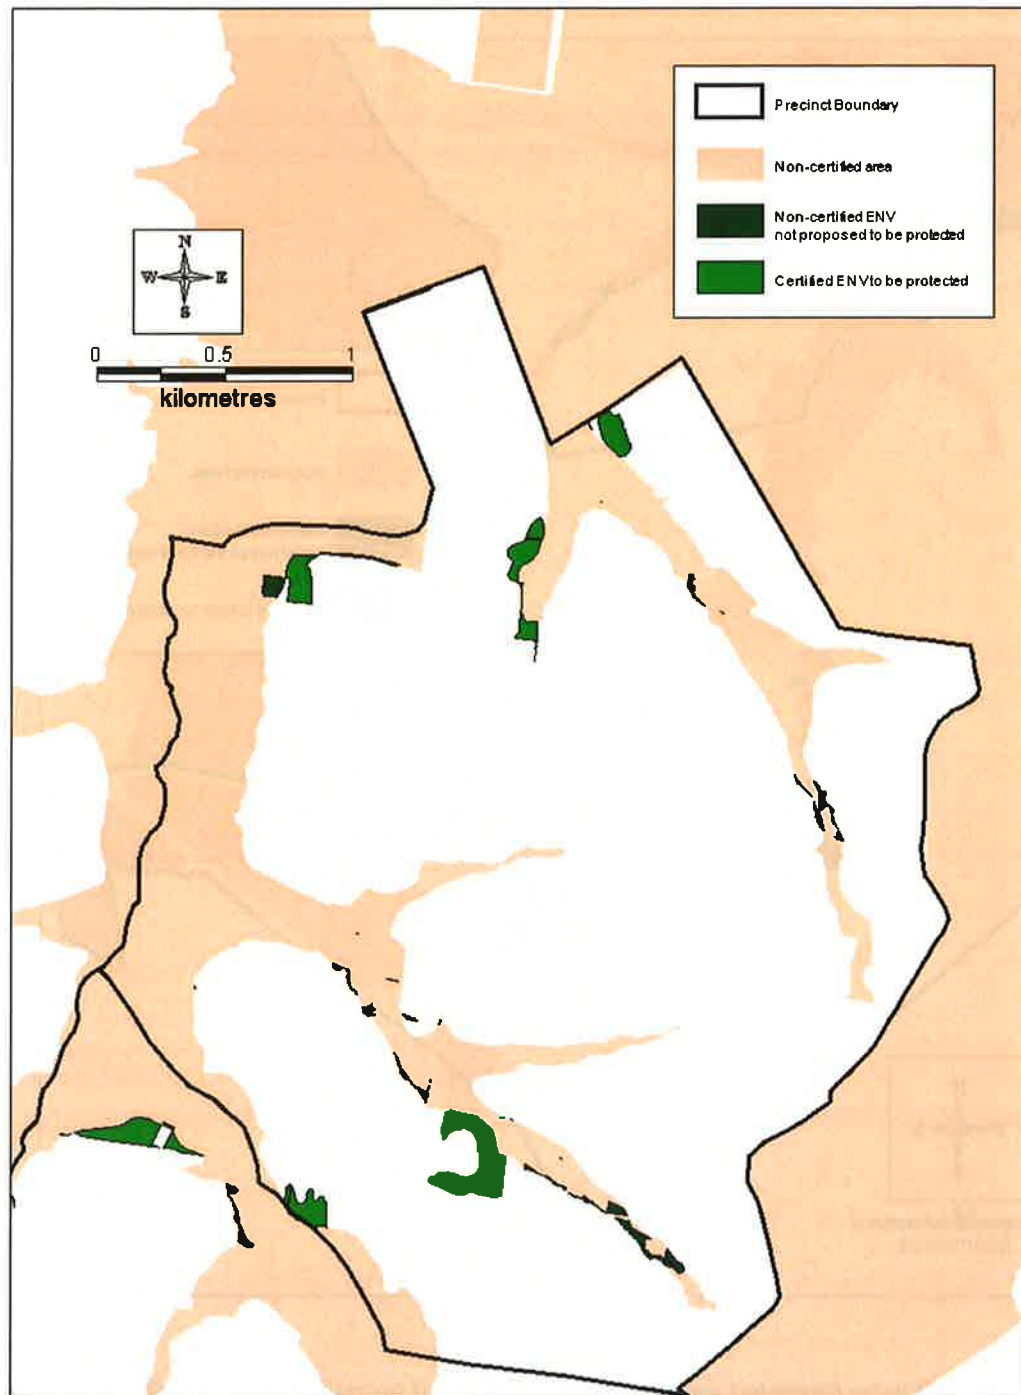 Precinct Boundary
Non-certified area
Non-certified ENV
not proposed to be protected
Certified ENV to be protected
N
W E
S
0 0.5 1
kilometres